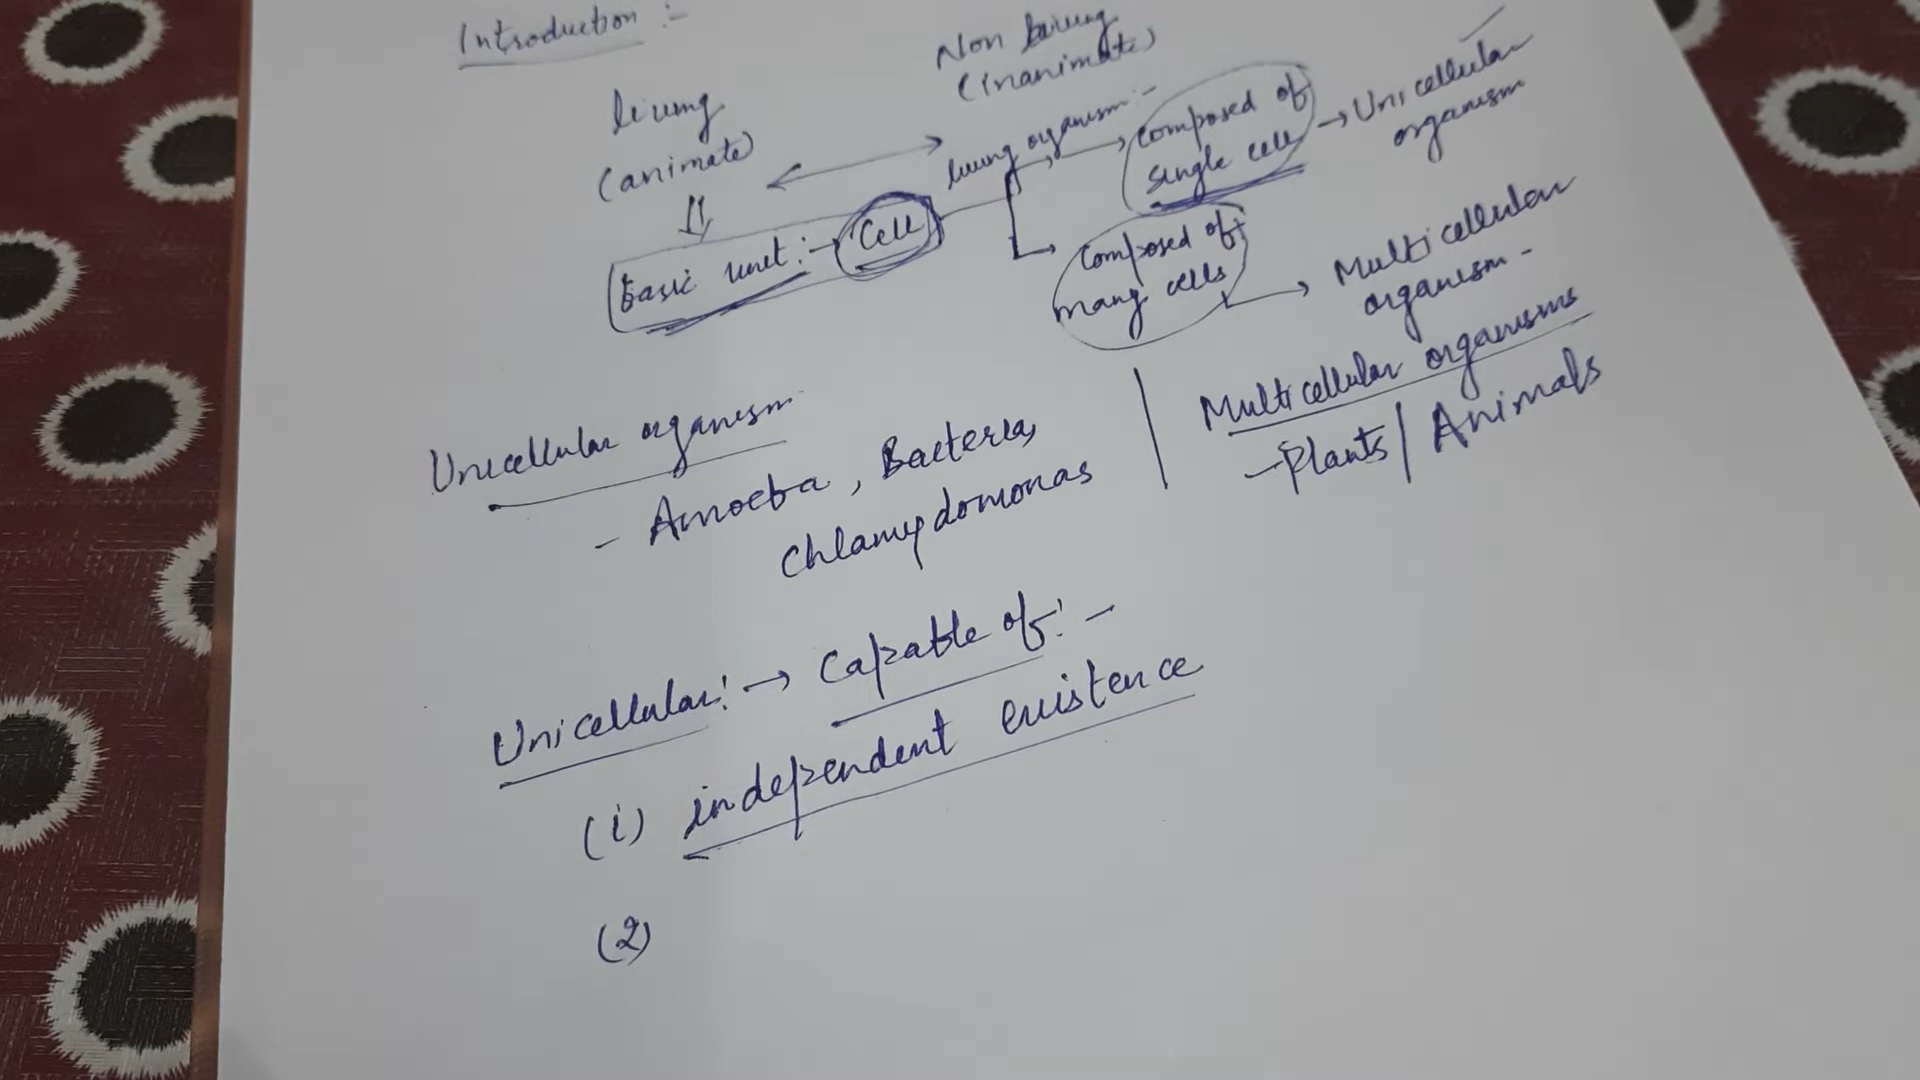 Introduction :-
living
(animate)
Non living
(inanimate)
Basic unit :- Cell
living organism :-
composed of
single cell
→ Unicellular
organism
composed of
many cells
→ Multicellular
organism -
Unicellular organism
- Amoeba, Bacteria,
Chlamydomonas
Multicellular organisms
- Plants / Animals
Unicellular: → Capable of: -
(i) independent existence
(2)